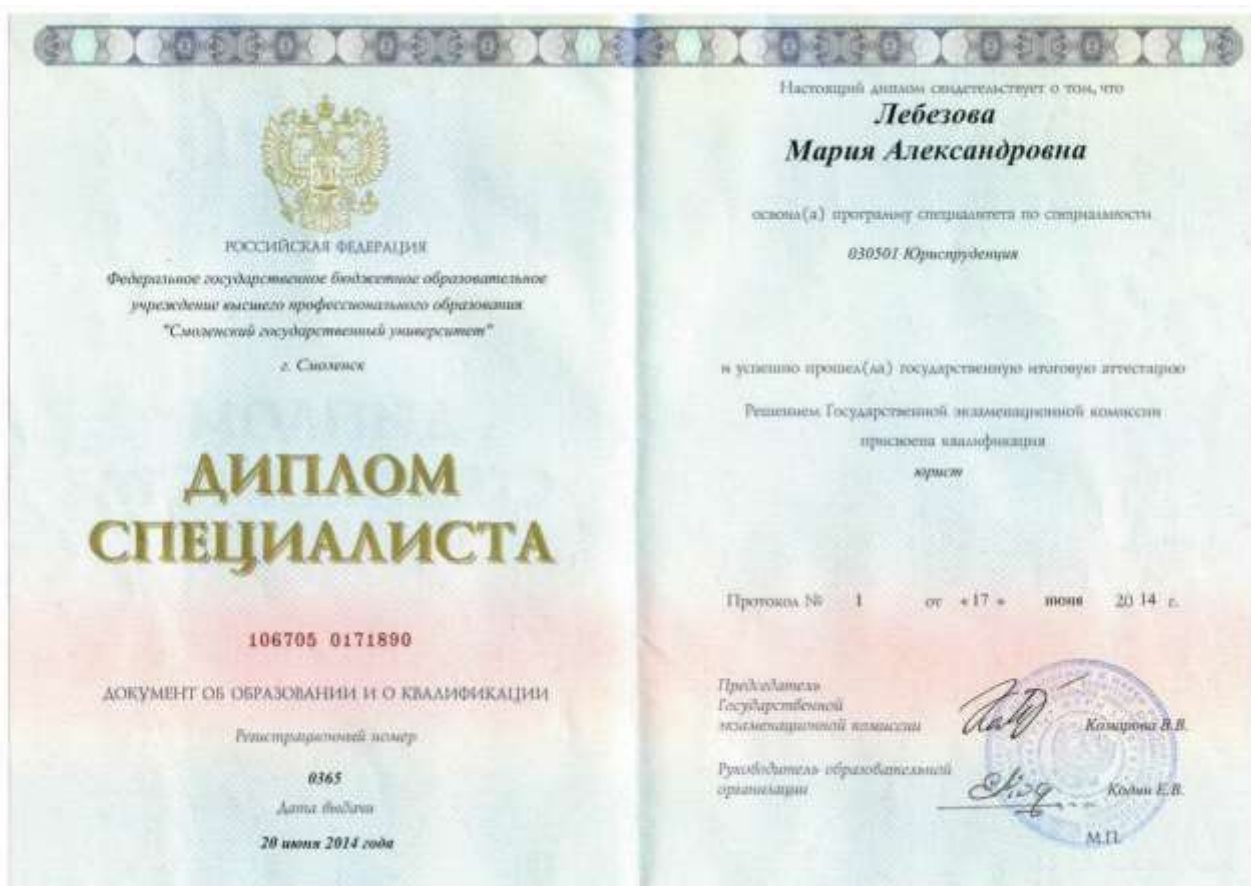 РОССИЙСКАЯ ФЕДЕРАЦИЯ
Федеральное государственное бюджетное образовательное
учреждение высшего профессионального образования
"Смоленский государственный университет"
г. Смоленск
ДИПЛОМ
СПЕЦИАЛИСТА
106705 0171890
ДОКУМЕНТ ОБ ОБРАЗОВАНИИ И О КВАЛИФИКАЦИИ
Регистрационный номер
0365
Дата выдачи
20 июня 2014 года
Настоящий диплом свидетельствует о том, что
Лебезова
Мария Александровна
освоил(а) программу специалитета по специальности
030501 Юриспруденция
и успешно прошел(ла) государственную итоговую аттестацию
Решением Государственной экзаменационной комиссии
присвоена квалификация
юрист
Протокол № 1 от «17» июня 2014 г.
Председатель
Государственной
экзаменационной комиссии Комарова В.В.
Руководитель образовательной
организации Кодин Е.В.
М.П.